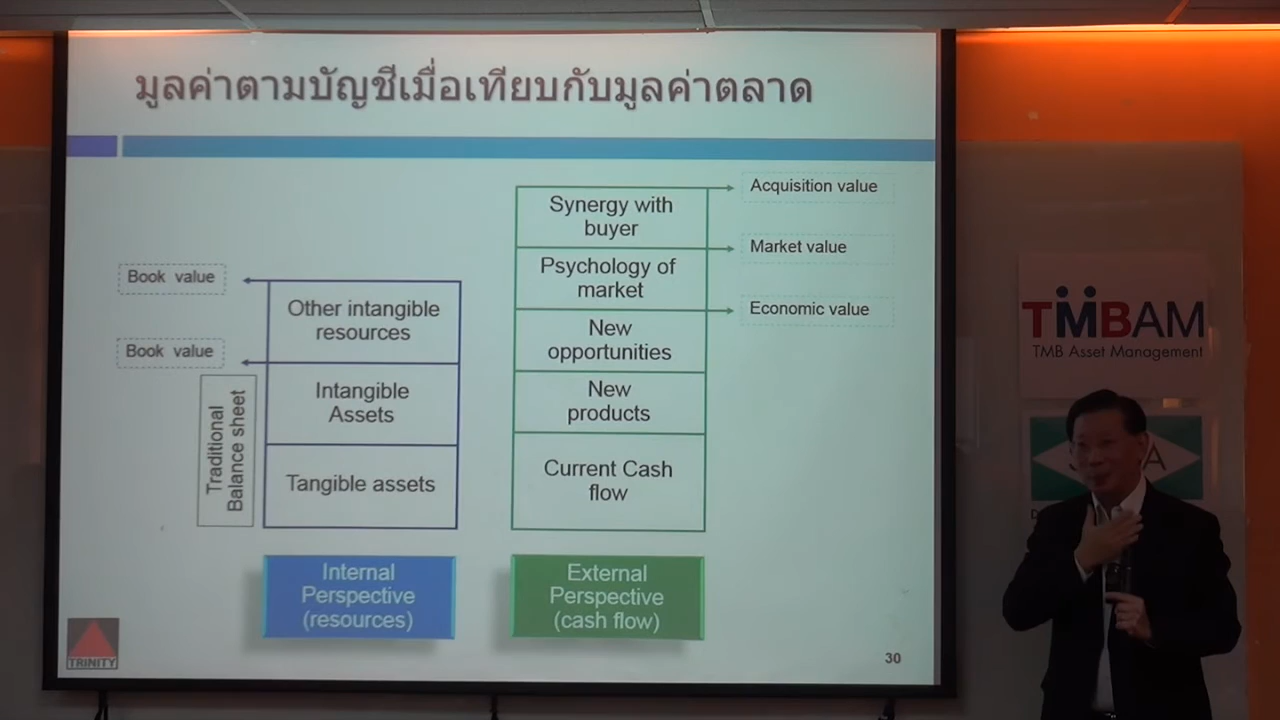 มูลค่าตามบัญชีเมื่อเทียบกับมูลค่าตลาด
Book value
Book value
Traditional
Balance sheet
Other intangible
resources
Intangible
Assets
Tangible assets
Internal
Perspective
(resources)
Synergy with
buyer
Psychology of
market
New
opportunities
New
products
Current Cash
flow
External
Perspective
(cash flow)
Acquisition value
Market value
Economic value
TRINITY
30
TMBAM
TMB Asset Management